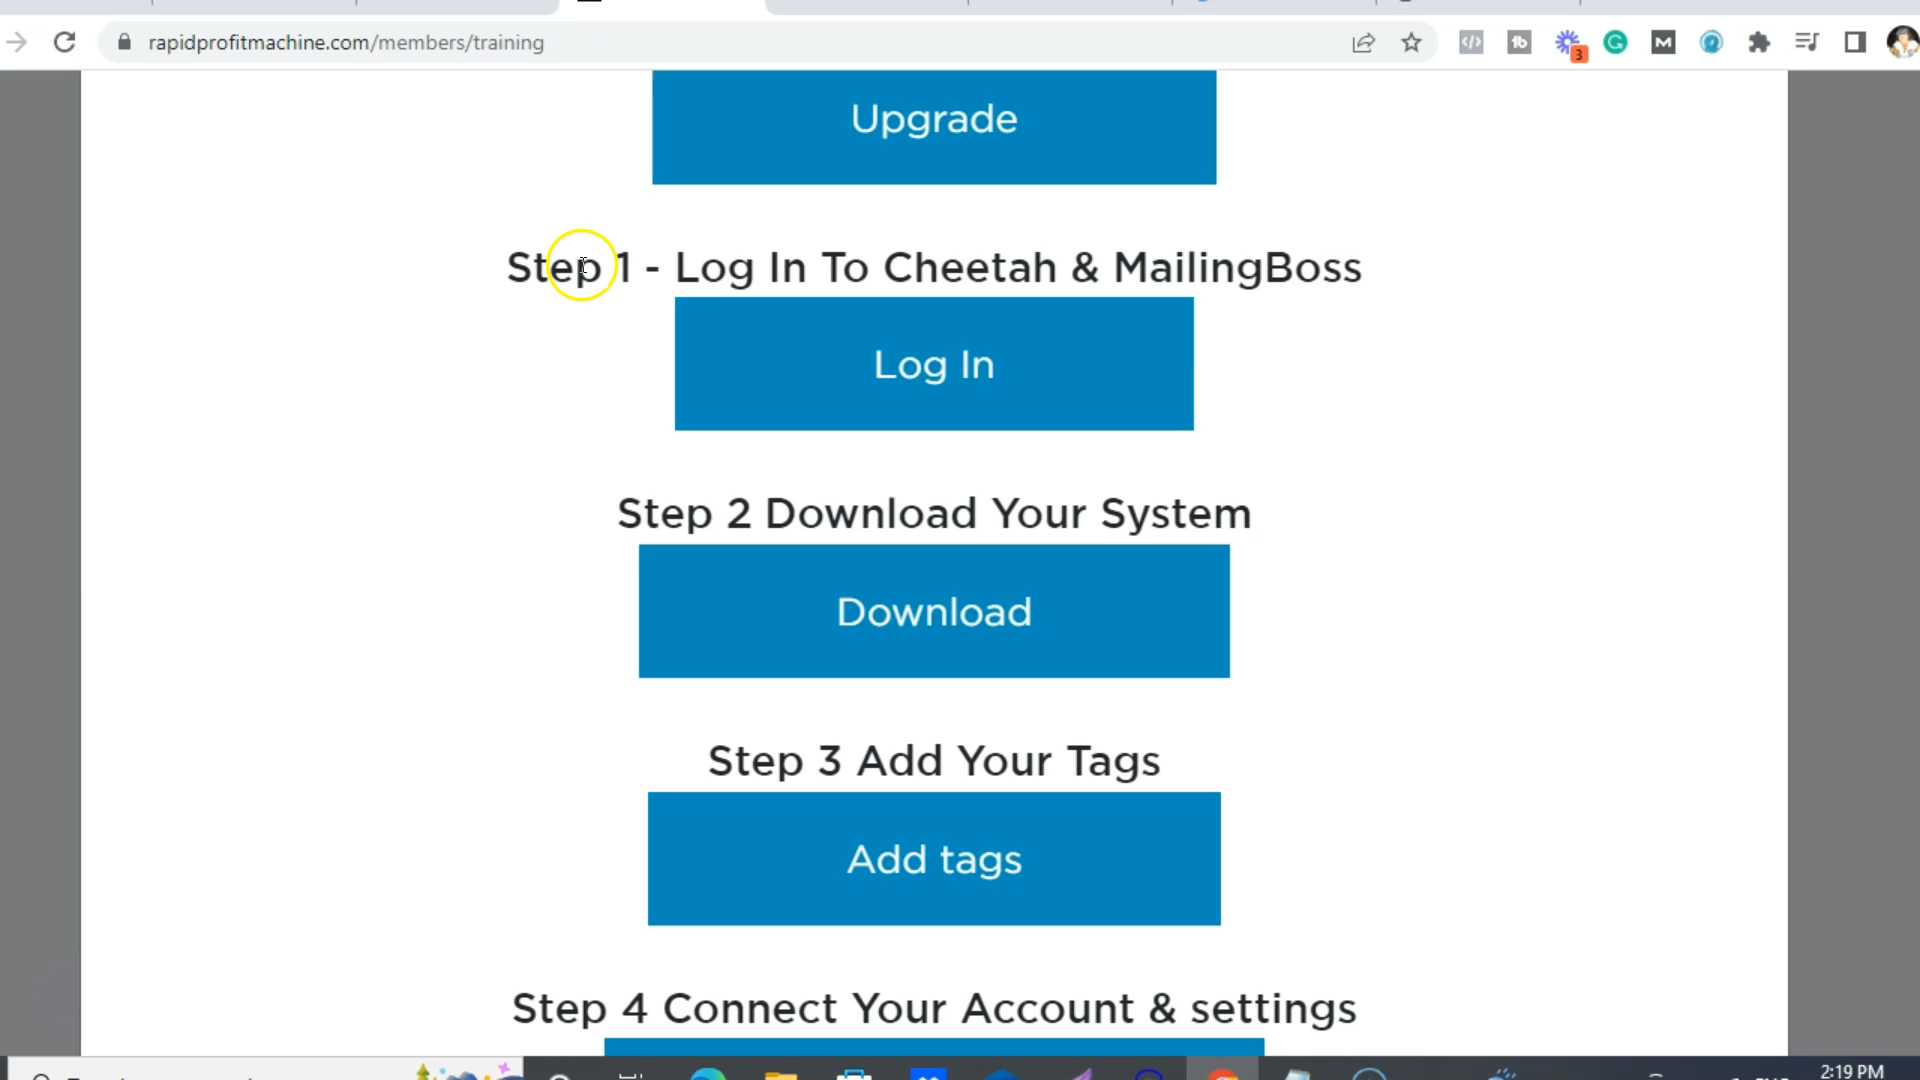 rapidprofitmachine.com/members/training
3
Upgrade
Step 1 - Log In To Cheetah & MailingBoss
Log In
Step 2 Download Your System
Download
Step 3 Add Your Tags
Add tags
Step 4 Connect Your Account & settings
2:19 PM